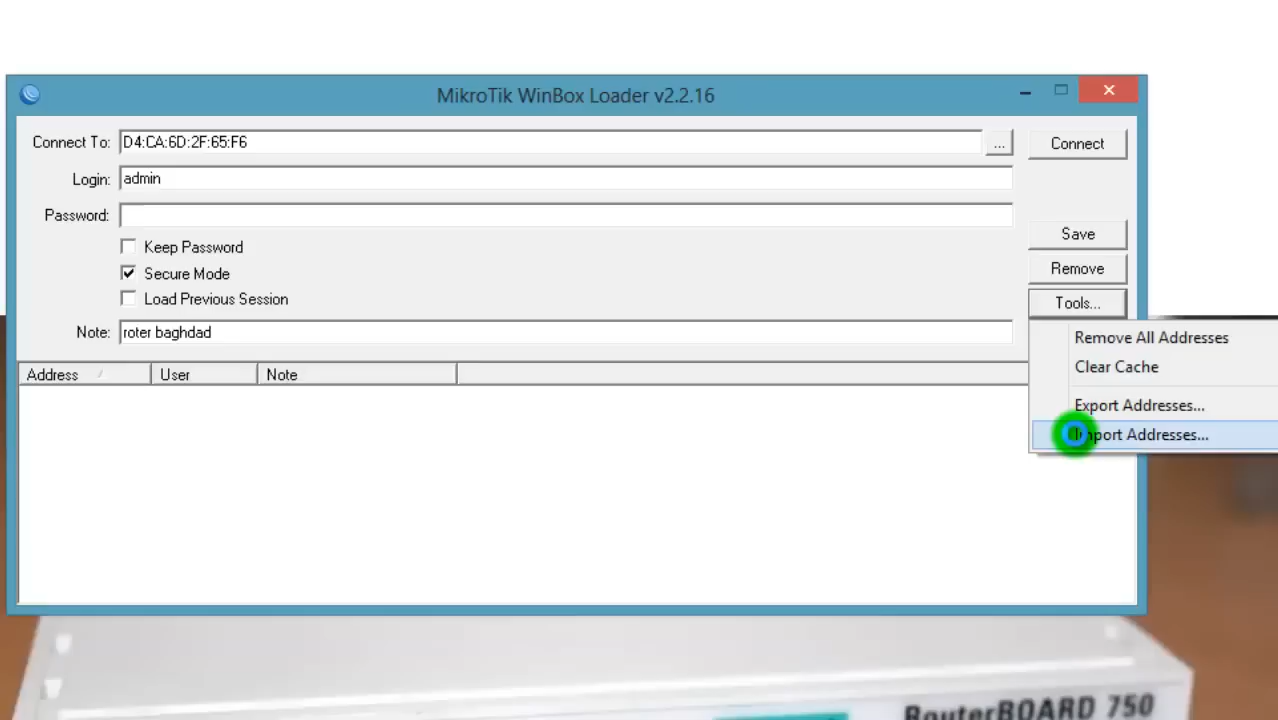 MikroTik WinBox Loader v2.2.16
Connect To: D4:CA:6D:2F:65:F6 ... Connect
Login: admin
Password:
Keep Password
Save
Secure Mode
Remove
Load Previous Session
Tools...
Note: roter baghdad
Remove All Addresses
Clear Cache
Export Addresses...
Import Addresses...
Address User Note
RouterBOARD 750